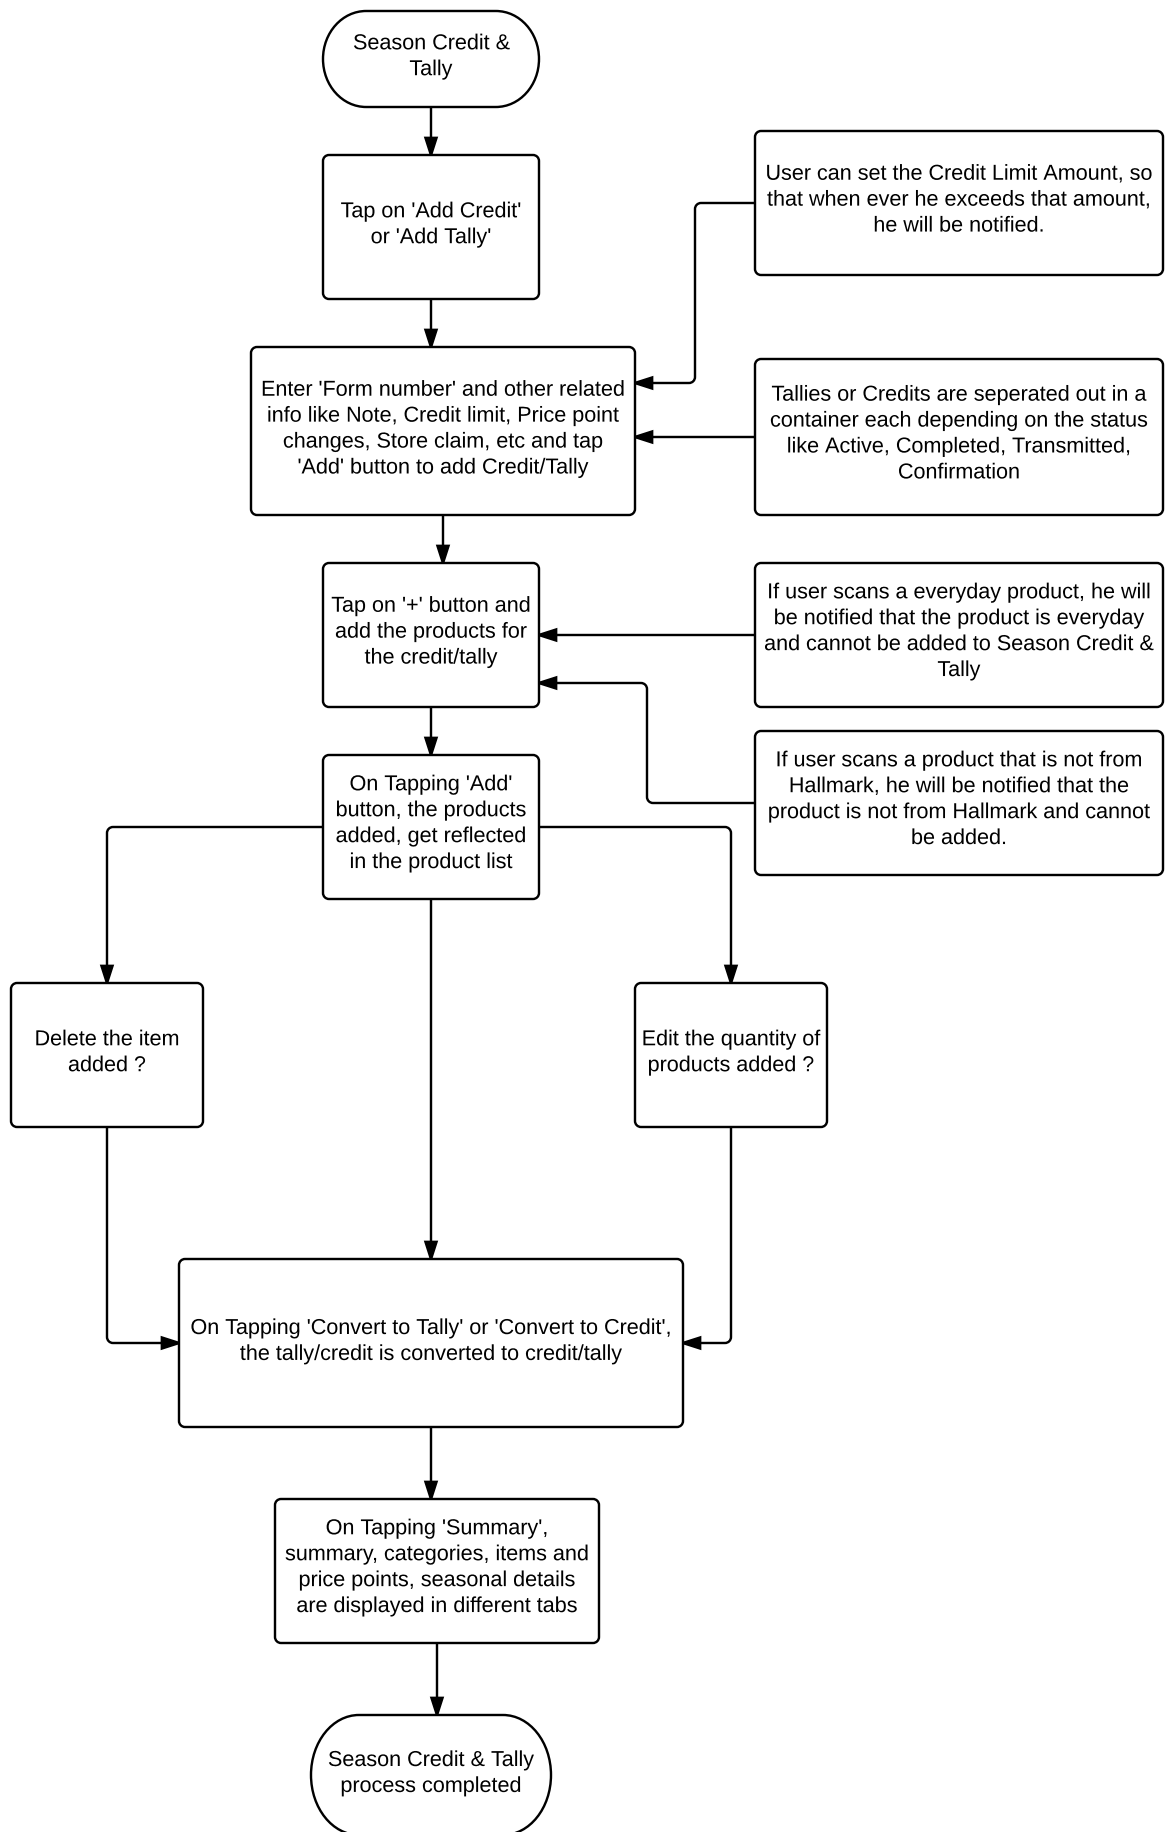 Season Credit &
Tally
Tap on 'Add Credit'
or 'Add Tally'
User can set the Credit Limit Amount, so
that when ever he exceeds that amount,
he will be notified.
Enter 'Form number' and other related
info like Note, Credit limit, Price point
changes, Store claim, etc and tap
'Add' button to add Credit/Tally
Tallies or Credits are seperated out in a
container each depending on the status
like Active, Completed, Transmitted,
Confirmation
Tap on '+' button and
add the products for
the credit/tally
If user scans a everyday product, he will
be notified that the product is everyday
and cannot be added to Season Credit &
Tally
If user scans a product that is not from
Hallmark, he will be notified that the
product is not from Hallmark and cannot
be added.
On Tapping 'Add'
button, the products
added, get reflected
in the product list
Delete the item
added ?
Edit the quantity of
products added ?
On Tapping 'Convert to Tally' or 'Convert to Credit',
the tally/credit is converted to credit/tally
On Tapping 'Summary',
summary, categories, items and
price points, seasonal details
are displayed in different tabs
Season Credit & Tally
process completed